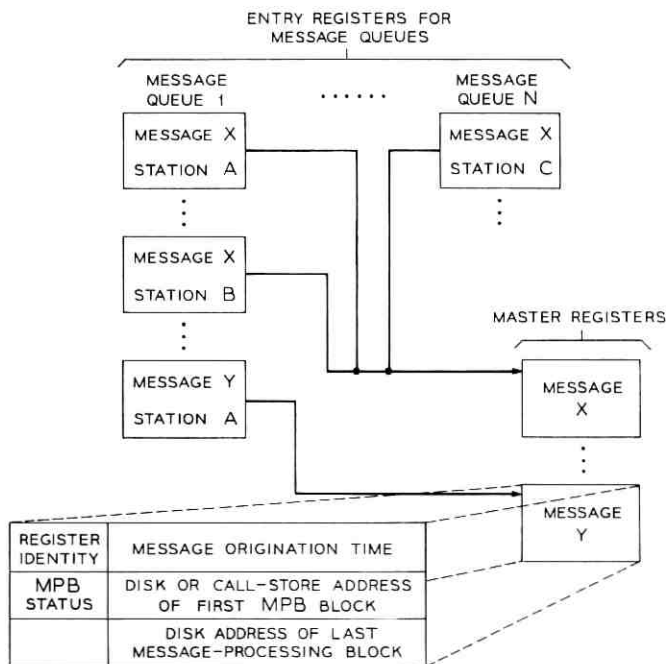 ENTRY REGISTERS FOR
MESSAGE QUEUES
MESSAGE
QUEUE 1
MESSAGE
QUEUE N
MESSAGE X
STATION A
MESSAGE X
STATION C
MESSAGE X
STATION B
MASTER REGISTERS
MESSAGE Y
STATION A
MESSAGE
X
MESSAGE
Y
REGISTER
IDENTITY
MESSAGE ORIGINATION TIME
MPB
STATUS
DISK OR CALL-STORE ADDRESS
OF FIRST MPB BLOCK
DISK ADDRESS OF LAST
MESSAGE-PROCESSING BLOCK